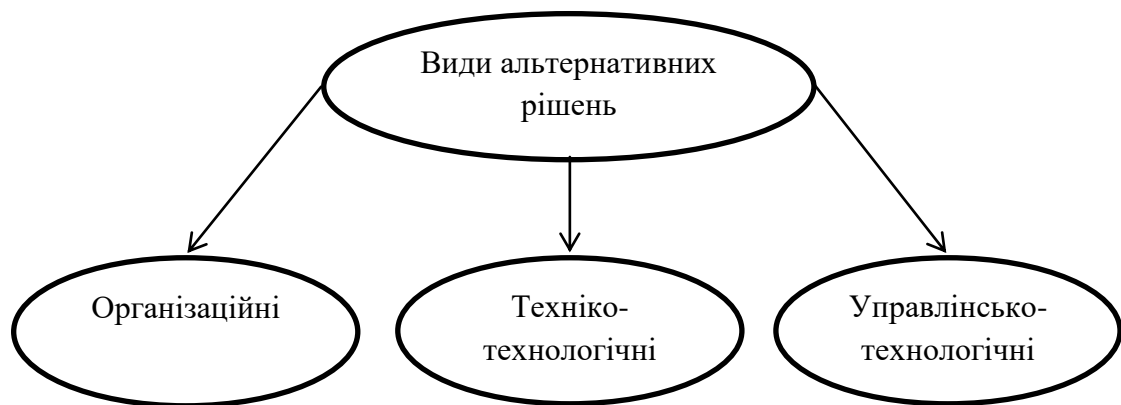 Види альтернативних
рішень
Організаційні
Техніко-
технологічні
Управлінсько-
технологічні